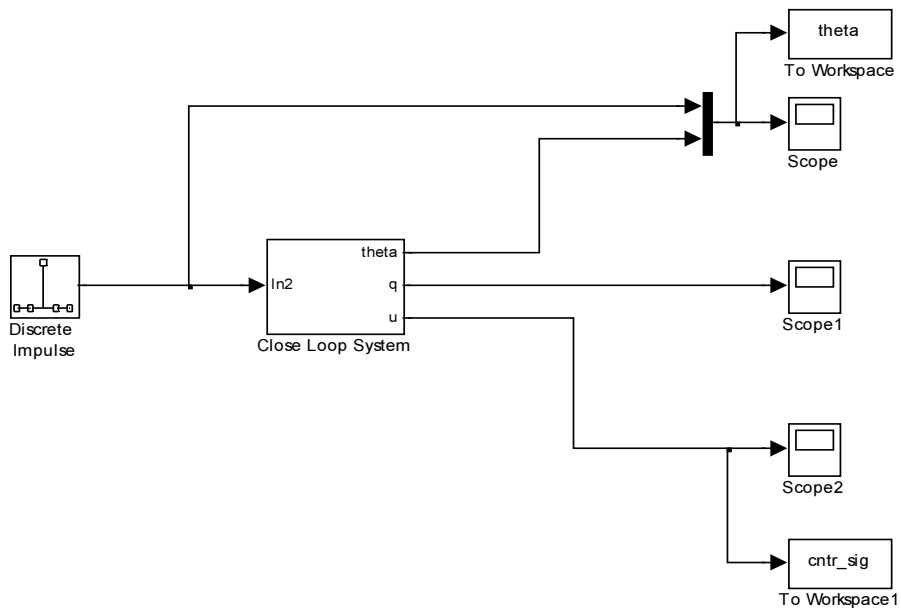 theta
To Workspace
Scope
theta
In2
q
u
Close Loop System
Discrete
Impulse
Scope1
Scope2
cntr_sig
To Workspace1